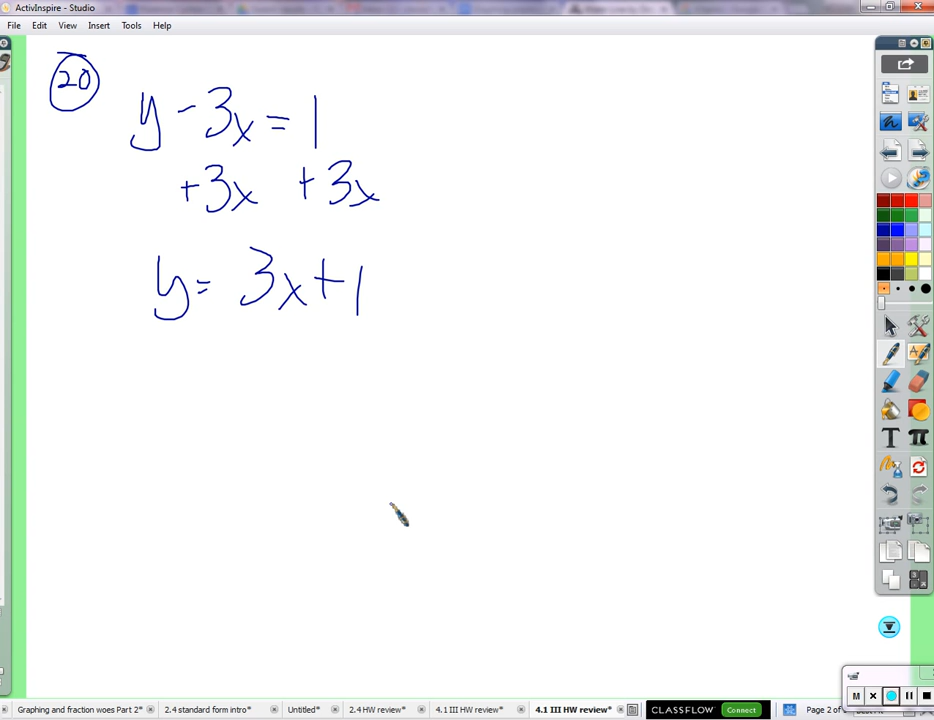 ActivInspire - Studio
File Edit View Insert Tools Help
20
y - 3x = 1
+3x +3x
y = 3x + 1
Graphing and fraction woes Part 2* 2.4 standard form intro* Untitled* 2.4 HW review* 4.1 III HW review* 4.1 III HW review* CLASSFLOW Connect Page 2 of
M